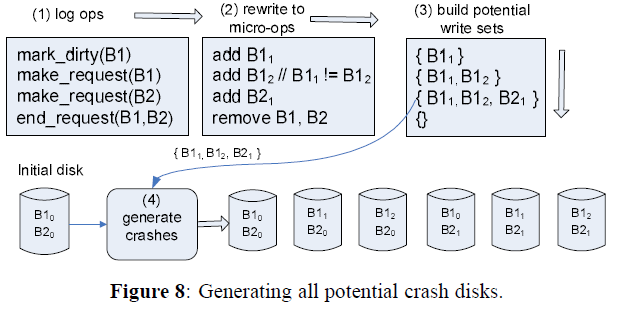 (1) log ops
(2) rewrite to
micro-ops
(3) build potential
write sets
mark_dirty(B1)
make_request(B1)
make_request(B2)
end_request(B1,B2)
add B1₁
add B1₂ // B1₁ != B1₂
add B2₁
remove B1, B2
{ B1₁ }
{ B1₁, B1₂ }
{ B1₁, B1₂, B2₁ }
{}
{ B1₁, B1₂, B2₁ }
Initial disk
B1₀
B2₀
(4)
generate
crashes
B1₀
B2₀
B1₁
B2₀
B1₂
B2₀
B1₀
B2₁
B1₁
B2₁
B1₂
B2₁
Figure 8: Generating all potential crash disks.